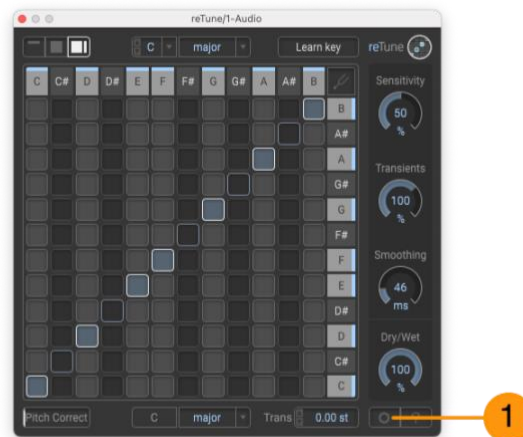 reTune/1-Audio
C major Learn key reTune
C C# D D# E F F# G G# A A# B
Sensitivity
50
%
B
A#
A
G#
G
F#
F
E
D#
D
C#
C
Transients
100
%
Smoothing
46
ms
Dry/Wet
100
%
Pitch Correct C major Trans 0.00 st ?
1